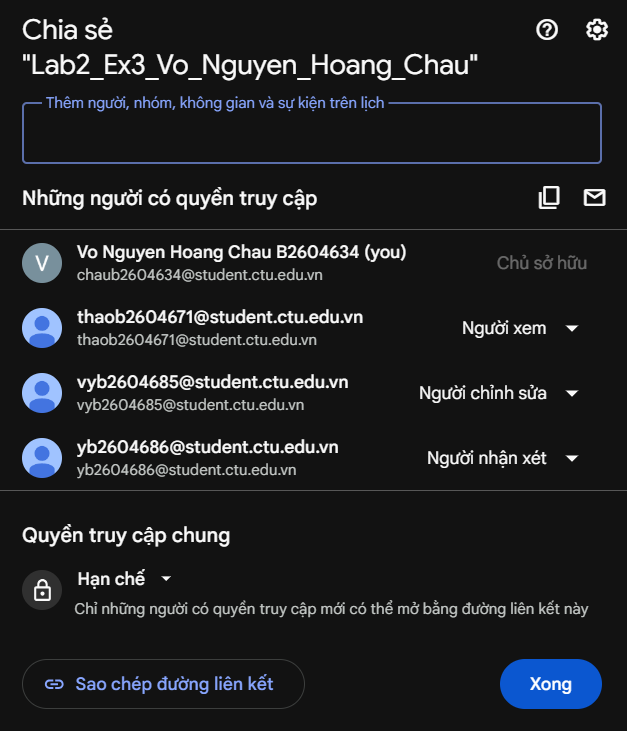 Chia sẻ
"Lab2_Ex3_Vo_Nguyen_Hoang_Chau"
Thêm người, nhóm, không gian và sự kiện trên lịch
Những người có quyền truy cập
V
Vo Nguyen Hoang Chau B2604634 (you)
chaub2604634@student.ctu.edu.vn
Chủ sở hữu
thaob2604671@student.ctu.edu.vn
thaob2604671@student.ctu.edu.vn
Người xem
vyb2604685@student.ctu.edu.vn
vyb2604685@student.ctu.edu.vn
Người chỉnh sửa
yb2604686@student.ctu.edu.vn
yb2604686@student.ctu.edu.vn
Người nhận xét
Quyền truy cập chung
Hạn chế
Chỉ những người có quyền truy cập mới có thể mở bằng đường liên kết này
Sao chép đường liên kết
Xong